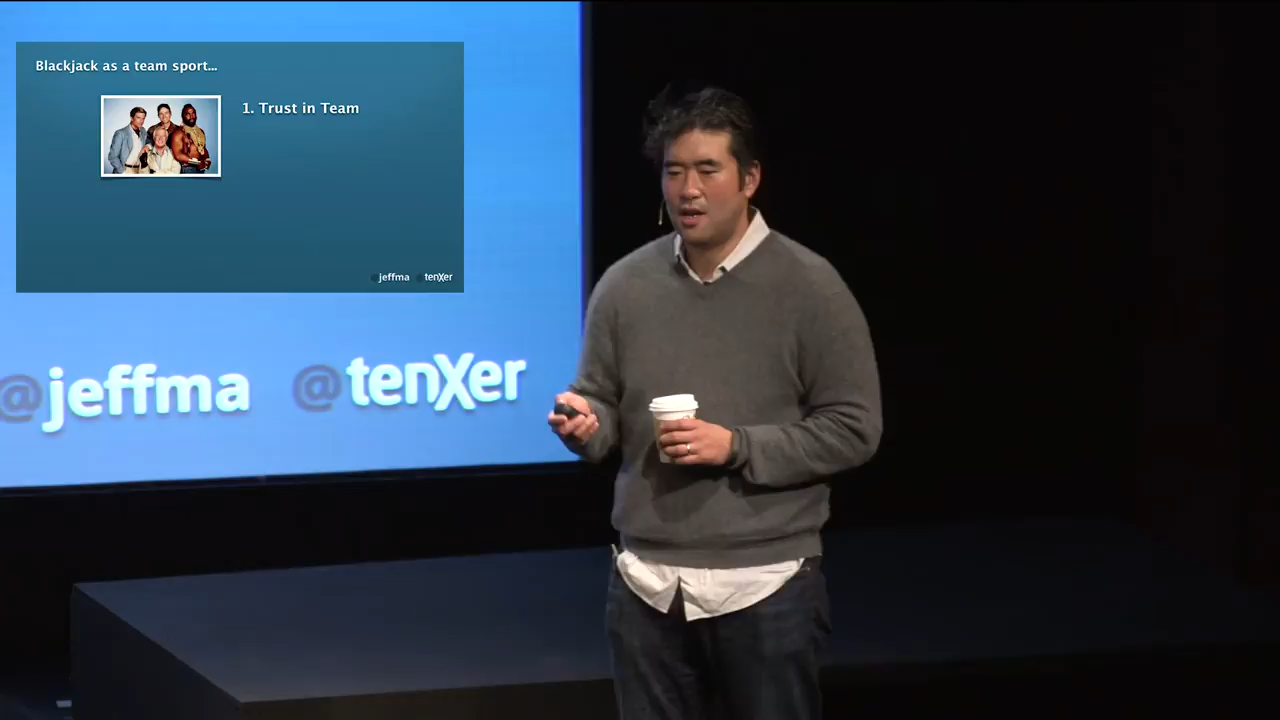 Blackjack as a team sport...
1. Trust in Team
@jeffma @tenXer
@jeffma @tenXer